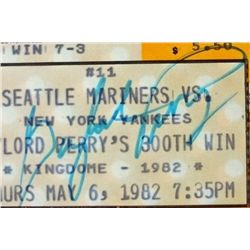 WIN 7-3 $ 5.50
#11
SEATTLE MARINERS VS.
NEW YORK YANKEES
LORD PERRY'S 300TH WIN
* KINGDOME - 1982 *
URS MAY 6, 1982 7:35PM